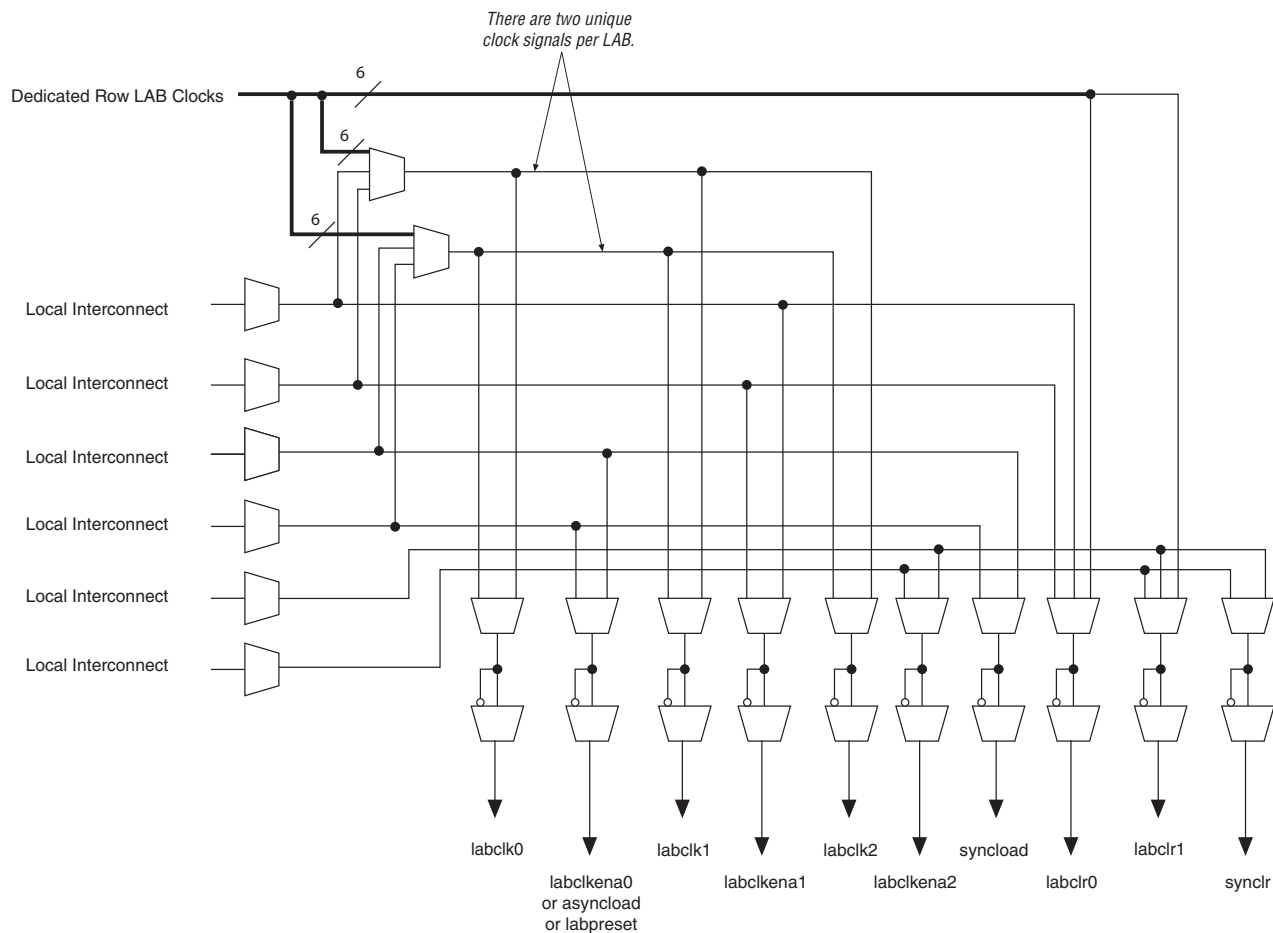 There are two unique
clock signals per LAB.
6
Dedicated Row LAB Clocks
6
6
Local Interconnect
Local Interconnect
Local Interconnect
Local Interconnect
Local Interconnect
Local Interconnect
labclk0
labclk1
labclk2
syncload
labclr1
labclkena0
or asyncload
or labpreset
labclkena1
labclkena2
labclr0
synclr